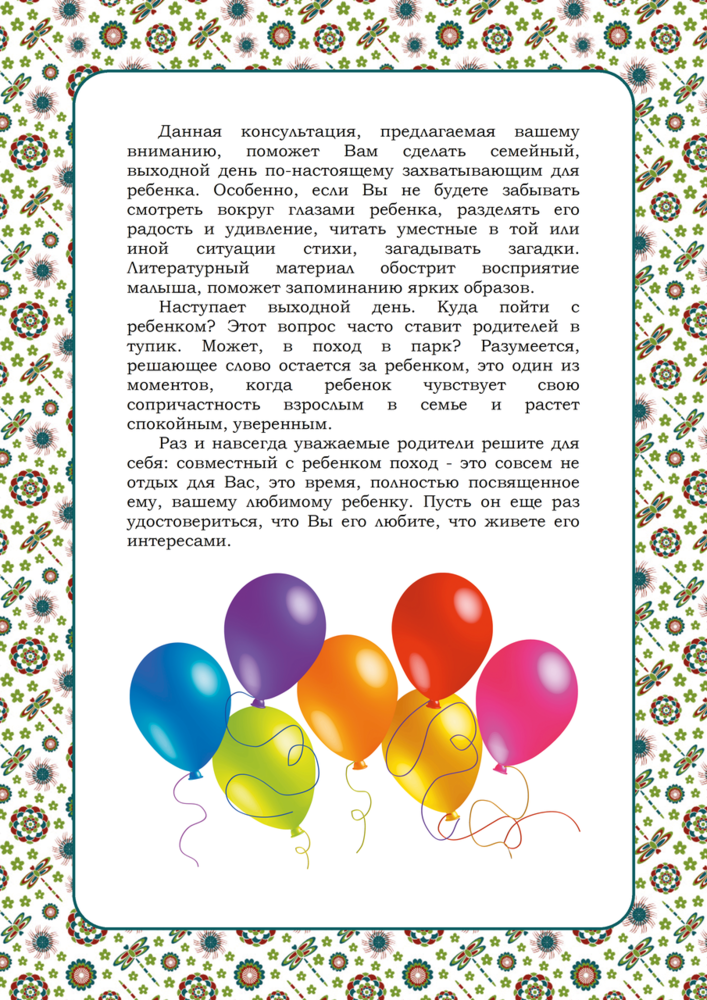 Данная консультация, предлагаемая вашему
вниманию, поможет Вам сделать семейный,
выходной день по-настоящему захватывающим для
ребенка. Особенно, если Вы не будете забывать
смотреть вокруг глазами ребенка, разделять его
радость и удивление, читать уместные в той или
иной ситуации стихи, загадывать загадки.
Литературный материал обострит восприятие
малыша, поможет запоминанию ярких образов.
Наступает выходной день. Куда пойти с
ребенком? Этот вопрос часто ставит родителей в
тупик. Может, в поход в парк? Разумеется,
решающее слово остается за ребенком, это один из
моментов, когда ребенок чувствует свою
сопричастность взрослым в семье и растет
спокойным, уверенным.
Раз и навсегда уважаемые родители решите для
себя: совместный с ребенком поход - это совсем не
отдых для Вас, это время, полностью посвященное
ему, вашему любимому ребенку. Пусть он еще раз
удостовериться, что Вы его любите, что живете его
интересами.